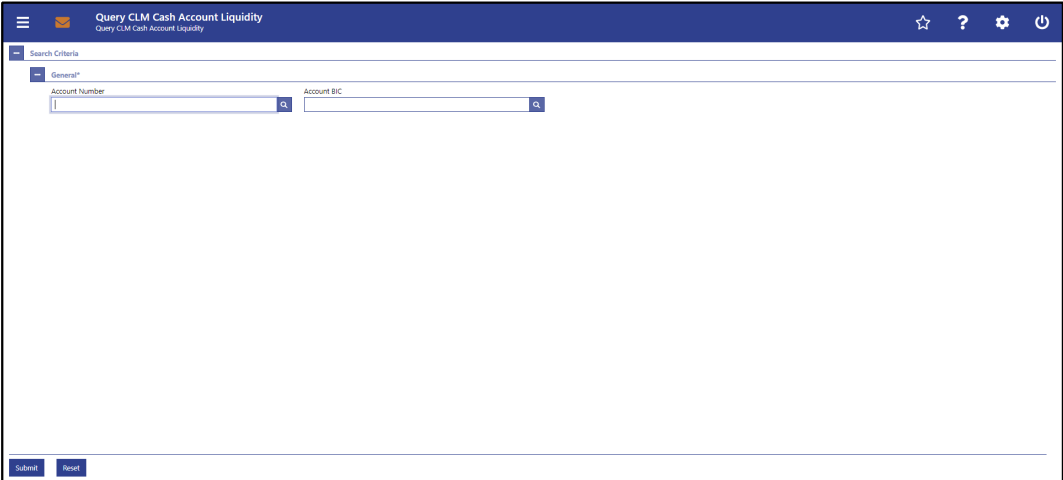 Query CLM Cash Account Liquidity
Query CLM Cash Account Liquidity
Search Criteria
General*
Account Number Account BIC
Submit Reset